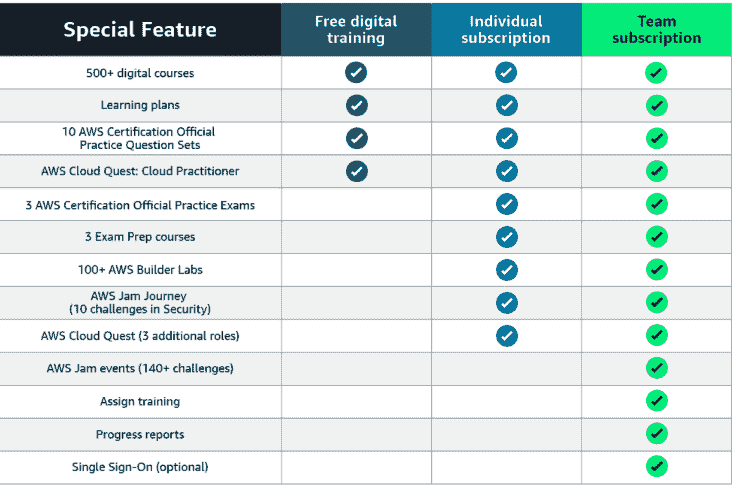 Special Feature
Free digital
training
Individual
subscription
Team
subscription
500+ digital courses
Learning plans
10 AWS Certification Official
Practice Question Sets
AWS Cloud Quest: Cloud Practitioner
3 AWS Certification Official Practice Exams
3 Exam Prep courses
100+ AWS Builder Labs
AWS Jam Journey
(10 challenges in Security)
AWS Cloud Quest (3 additional roles)
AWS Jam events (140+ challenges)
Assign training
Progress reports
Single Sign-On (optional)